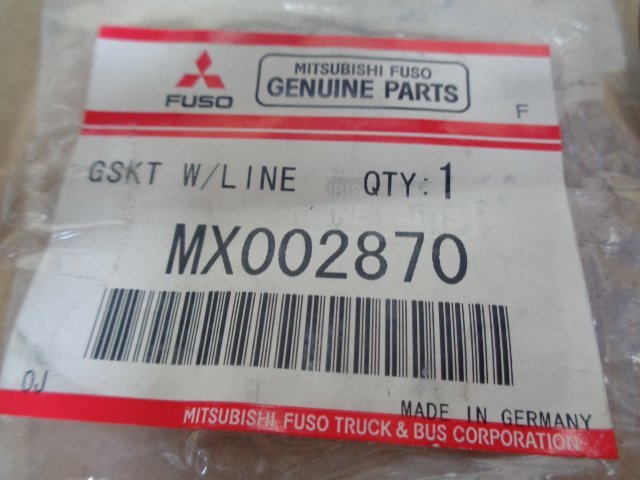 FUSO
MITSUBISHI FUSO
GENUINE PARTS
F
GSKT W/LINE QTY:1
MX002870
OJ
MADE IN GERMANY
MITSUBISHI FUSO TRUCK & BUS CORPORATION